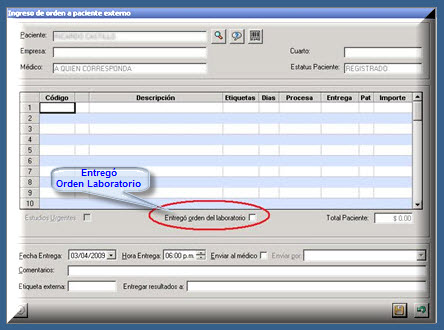 Ingreso de orden a paciente externo
Paciente: RICARDO CASTILLO
Empresa:
Cuarto:
Médico: A QUIEN CORRESPONDA
Estatus Paciente: REGISTRADO
Código Descripción Etiquetas Dias Procesa Entrega Pat Importe
1
2
3
4
5
6
7
8
9
10
Entregó
Orden Laboratorio
Estudios Urgentes
Entregó orden del laboratorio
Total Paciente: $ 0.00
Fecha Entrega: 03/04/2009 Hora Entrega: 06:00 p.m. Enviar al médico Enviar por:
Comentarios:
Etiqueta externa: Entregar resultados a: